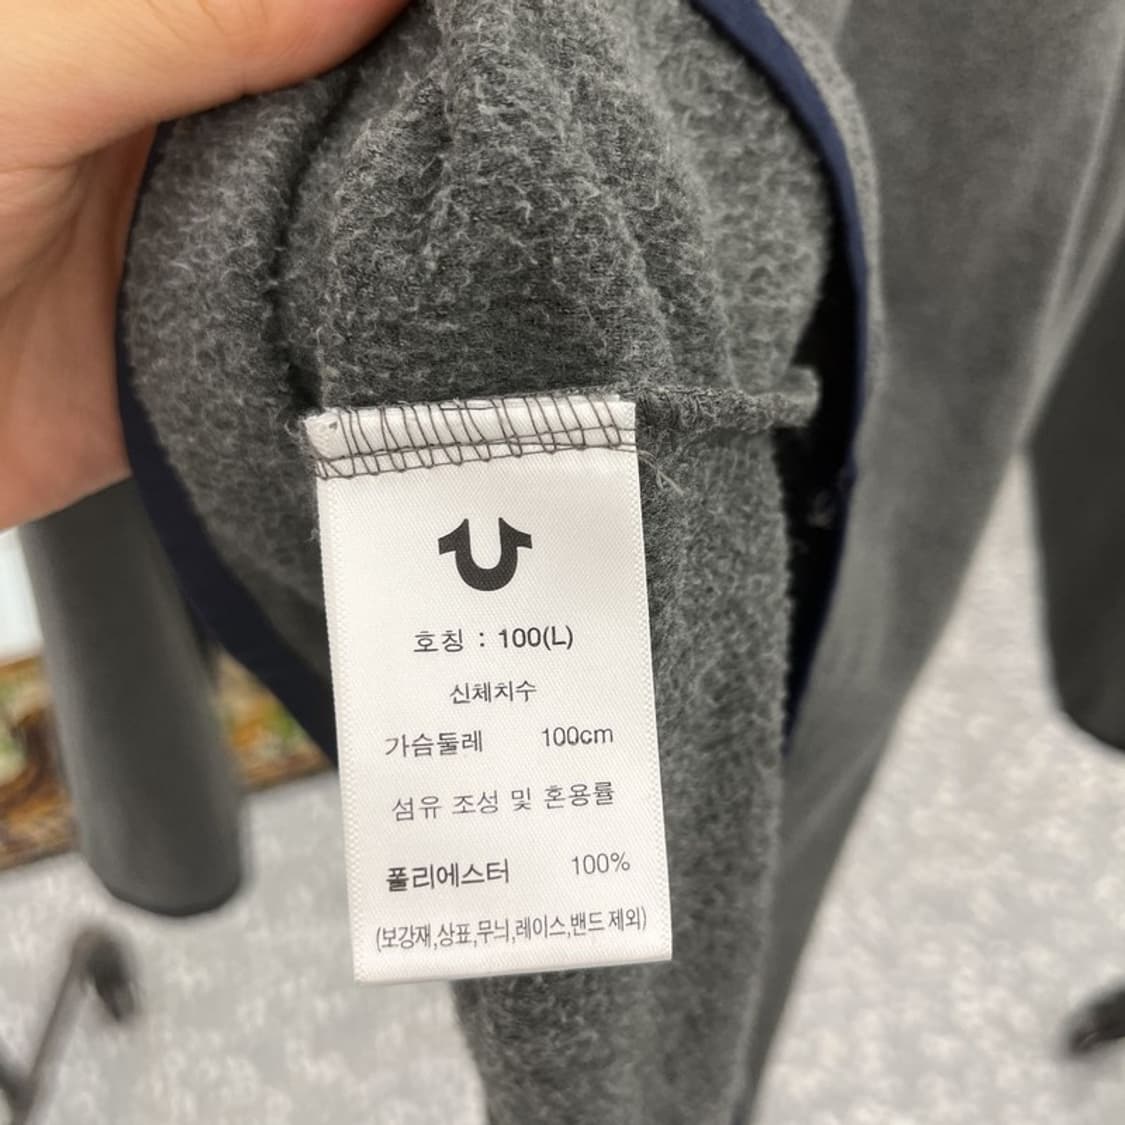 호칭 : 100(L)
신체치수
가슴둘레 100cm
섬유 조성 및 혼용률
폴리에스터 100%
(보강재,상표,무늬,레이스,밴드 제외)